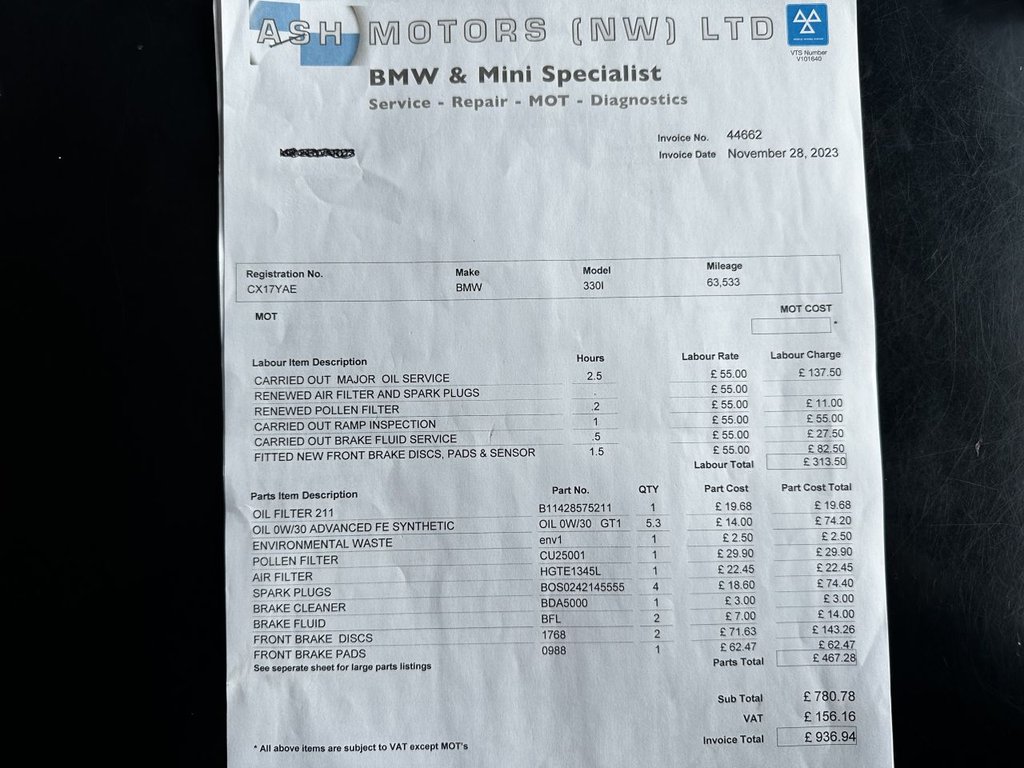 ASH MOTORS (NW) LTD
VTS Number
V101640
BMW & Mini Specialist
Service - Repair - MOT - Diagnostics
Invoice No. 44662
Invoice Date November 28, 2023
Registration No. Make Model Mileage
CX17YAE BMW 330I 63,533
MOT MOT COST
*
Labour Item Description Hours Labour Rate Labour Charge
CARRIED OUT MAJOR OIL SERVICE 2.5 £ 55.00 £ 137.50
RENEWED AIR FILTER AND SPARK PLUGS . £ 55.00
RENEWED POLLEN FILTER .2 £ 55.00 £ 11.00
CARRIED OUT RAMP INSPECTION 1 £ 55.00 £ 55.00
CARRIED OUT BRAKE FLUID SERVICE .5 £ 55.00 £ 27.50
FITTED NEW FRONT BRAKE DISCS, PADS & SENSOR 1.5 £ 55.00 £ 82.50
Labour Total £ 313.50
Parts Item Description Part No. QTY Part Cost Part Cost Total
OIL FILTER 211 B11428575211 1 £ 19.68 £ 19.68
OIL 0W/30 ADVANCED FE SYNTHETIC OIL 0W/30 GT1 5.3 £ 14.00 £ 74.20
ENVIRONMENTAL WASTE env1 1 £ 2.50 £ 2.50
POLLEN FILTER CU25001 1 £ 29.90 £ 29.90
AIR FILTER HGTE1345L 1 £ 22.45 £ 22.45
SPARK PLUGS BOS0242145555 4 £ 18.60 £ 74.40
BRAKE CLEANER BDA5000 1 £ 3.00 £ 3.00
BRAKE FLUID BFL 2 £ 7.00 £ 14.00
FRONT BRAKE DISCS 1768 2 £ 71.63 £ 143.26
FRONT BRAKE PADS 0988 1 £ 62.47 £ 62.47
See seperate sheet for large parts listings Parts Total £ 467.28
Sub Total £ 780.78
VAT £ 156.16
* All above items are subject to VAT except MOT's Invoice Total £ 936.94